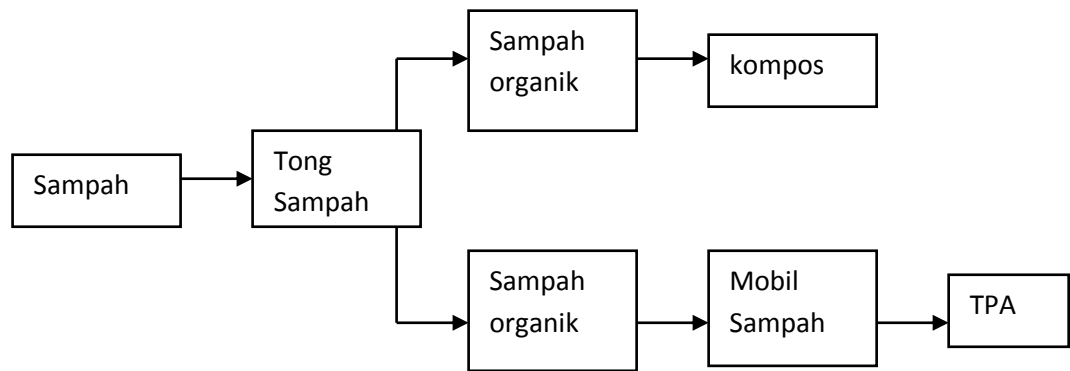 Sampah
Tong
Sampah
Sampah
organik
kompos
Sampah
organik
Mobil
Sampah
TPA